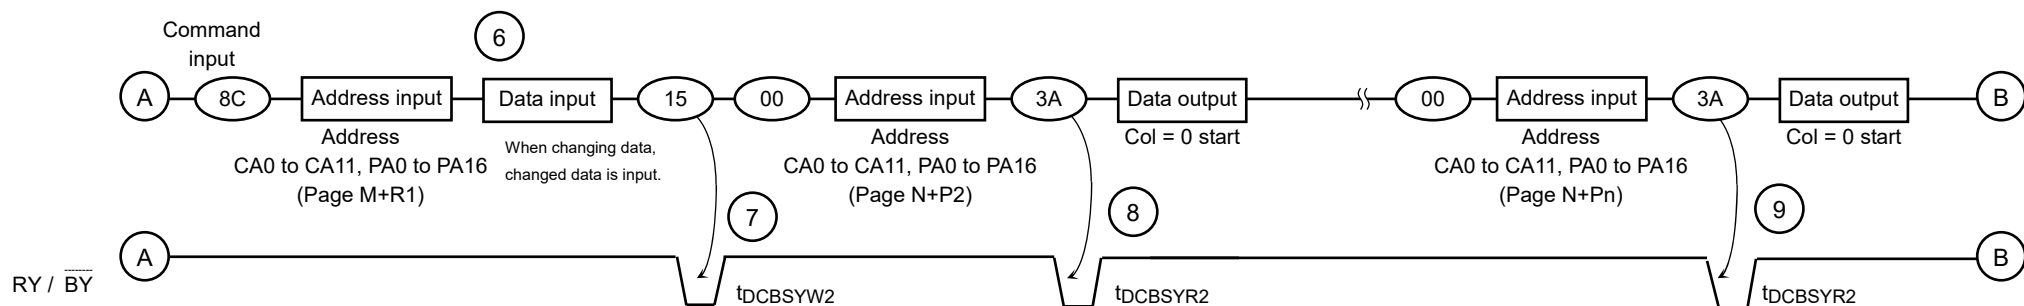 Command
input
6
A 8C Address input Data input 15 00 Address input 3A Data output 00 Address input 3A Data output B
Address
CA0 to CA11, PA0 to PA16
(Page M+R1)
When changing data,
changed data is input.
Address
CA0 to CA11, PA0 to PA16
(Page N+P2)
Col = 0 start
Address
CA0 to CA11, PA0 to PA16
(Page N+Pn)
Col = 0 start
7
8
9
A
B
RY / BY
tDCBSYW2
tDCBSYR2
tDCBSYR2